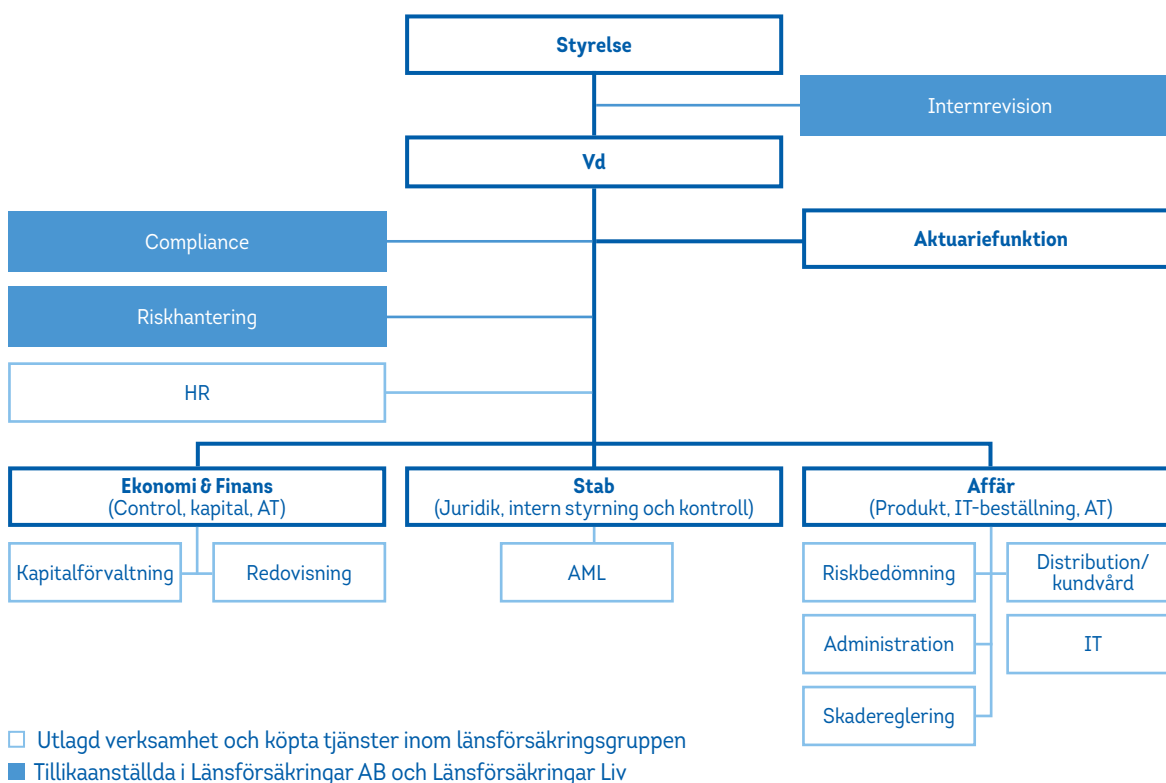 Styrelse
Internrevision
Vd
Compliance
Aktuariefunktion
Riskhantering
HR
Ekonomi & Finans
(Control, kapital, AT)
Stab
(Juridik, intern styrning och kontroll)
Affär
(Produkt, IT-beställning, AT)
Kapitalförvaltning
Redovisning
AML
Riskbedömning
Distribution/
kundvård
Administration
IT
Skadereglering
Utlagd verksamhet och köpta tjänster inom länsförsäkringsgruppen
Tillikaanställda i Länsförsäkringar AB och Länsförsäkringar Liv